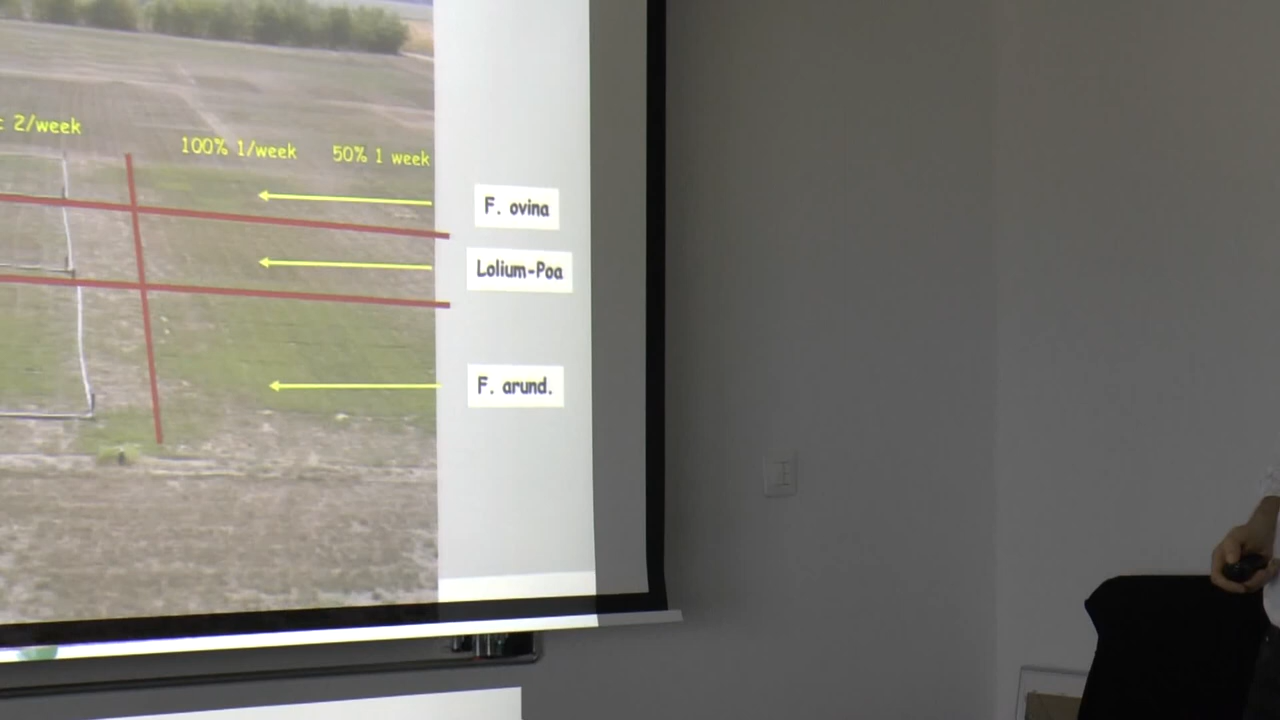 2/week
100% 1/week
50% 1 week
F. ovina
Lolium-Poa
F. arund.